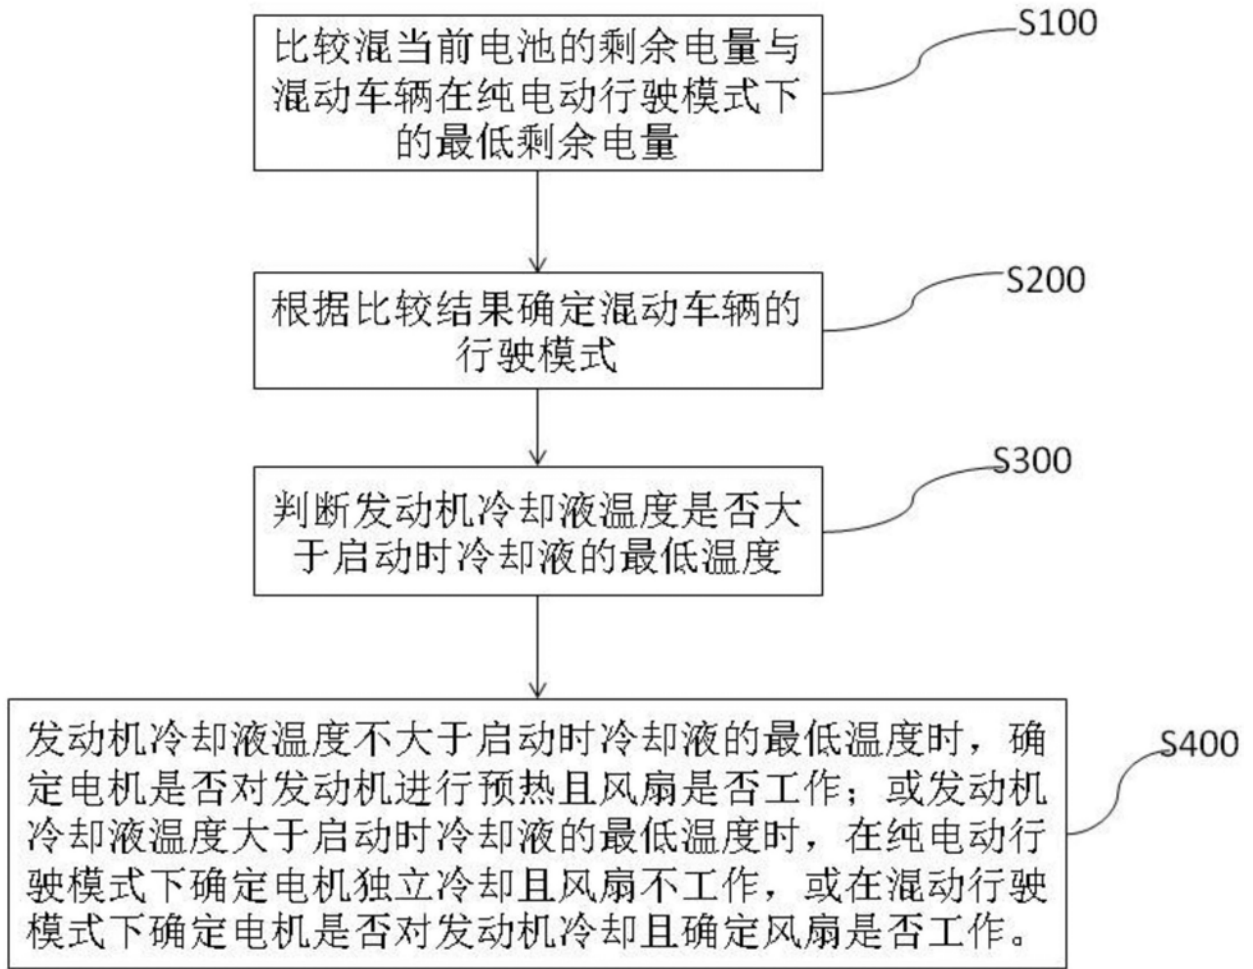 S100
比较混当前电池的剩余电量与
混动车辆在纯电动行驶模式下
的最低剩余电量
S200
根据比较结果确定混动车辆的
行驶模式
S300
判断发动机冷却液温度是否大
于启动时冷却液的最低温度
S400
发动机冷却液温度不大于启动时冷却液的最低温度时，确
定电机是否对发动机进行预热且风扇是否工作；或发动机
冷却液温度大于启动时冷却液的最低温度时，在纯电动行
驶模式下确定电机独立冷却且风扇不工作，或在混动行驶
模式下确定电机是否对发动机冷却且确定风扇是否工作。